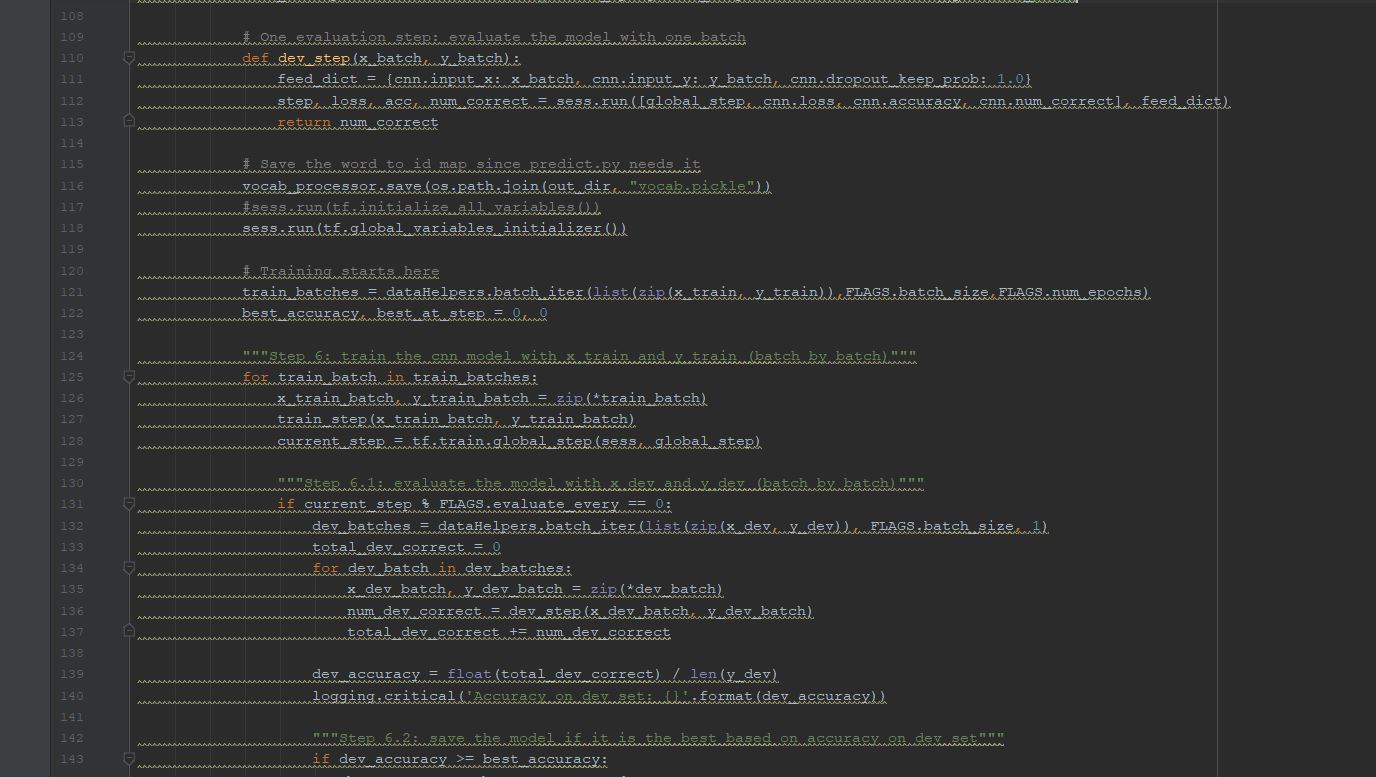 108
109 # One evaluation step: evaluate the model with one batch
110 def dev_step(x_batch, y_batch):
111 feed_dict = {cnn.input_x: x_batch, cnn.input_y: y_batch, cnn.dropout_keep_prob: 1.0}
112 step, loss, acc, num_correct = sess.run([global_step, cnn.loss, cnn.accuracy, cnn.num_correct], feed_dict)
113 return num_correct
114
115 # Save the word to id map since predict.py needs it
116 vocab_processor.save(os.path.join(out_dir, "vocab.pickle"))
117 #sess.run(tf.initialize_all_variables())
118 sess.run(tf.global_variables_initializer())
119
120 # Training starts here
121 train_batches = dataHelpers.batch_iter(list(zip(x_train, y_train)),FLAGS.batch_size,FLAGS.num_epochs)
122 best_accuracy, best_at_step = 0, 0
123
124 """Step 6: train the cnn model with x_train and y_train (batch by batch)"""
125 for train_batch in train_batches:
126 x_train_batch, y_train_batch = zip(*train_batch)
127 train_step(x_train_batch, y_train_batch)
128 current_step = tf.train.global_step(sess, global_step)
129
130 """Step 6.1: evaluate the model with x_dev and y_dev (batch by batch)"""
131 if current_step % FLAGS.evaluate_every == 0:
132 dev_batches = dataHelpers.batch_iter(list(zip(x_dev, y_dev)), FLAGS.batch_size, 1)
133 total_dev_correct = 0
134 for dev_batch in dev_batches:
135 x_dev_batch, y_dev_batch = zip(*dev_batch)
136 num_dev_correct = dev_step(x_dev_batch, y_dev_batch)
137 total_dev_correct += num_dev_correct
138
139 dev_accuracy = float(total_dev_correct) / len(y_dev)
140 logging.critical('Accuracy on dev set: {}'.format(dev_accuracy))
141
142 """Step 6.2: save the model if it is the best based on accuracy on dev set"""
143 if dev_accuracy >= best_accuracy: